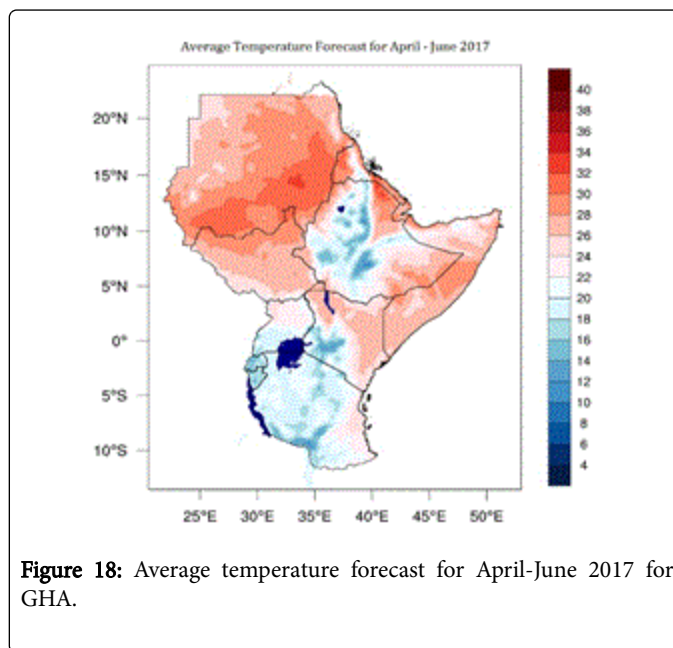 Average Temperature Forecast for April - June 2017
20°N
15°N
10°N
5°N
0°
5°S
10°S
25°E 30°E 35°E 40°E 45°E 50°E
40
38
36
34
32
30
28
26
24
22
20
18
16
14
12
10
8
6
4
Figure 18: Average temperature forecast for April-June 2017 for
GHA.